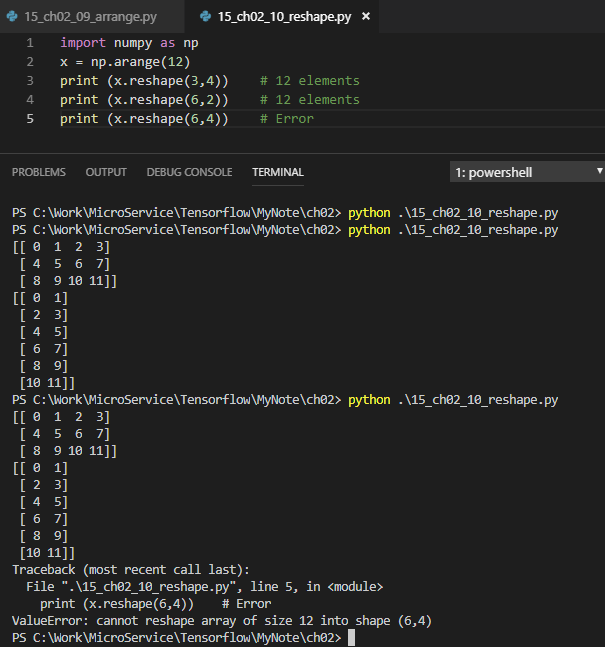 15_ch02_09_arrange.py 15_ch02_10_reshape.py ×
1 import numpy as np
2 x = np.arange(12)
3 print (x.reshape(3,4)) # 12 elements
4 print (x.reshape(6,2)) # 12 elements
5 print (x.reshape(6,4)) # Error
PROBLEMS OUTPUT DEBUG CONSOLE TERMINAL 1: powershell
PS C:\Work\MicroService\Tensorflow\MyNote\ch02> python .\15_ch02_10_reshape.py
PS C:\Work\MicroService\Tensorflow\MyNote\ch02> python .\15_ch02_10_reshape.py
[[ 0  1  2  3]
 [ 4  5  6  7]
 [ 8  9 10 11]]
[[ 0  1]
 [ 2  3]
 [ 4  5]
 [ 6  7]
 [ 8  9]
 [10 11]]
PS C:\Work\MicroService\Tensorflow\MyNote\ch02> python .\15_ch02_10_reshape.py
[[ 0  1  2  3]
 [ 4  5  6  7]
 [ 8  9 10 11]]
[[ 0  1]
 [ 2  3]
 [ 4  5]
 [ 6  7]
 [ 8  9]
 [10 11]]
Traceback (most recent call last):
  File ".\15_ch02_10_reshape.py", line 5, in <module>
    print (x.reshape(6,4))    # Error
ValueError: cannot reshape array of size 12 into shape (6,4)
PS C:\Work\MicroService\Tensorflow\MyNote\ch02>